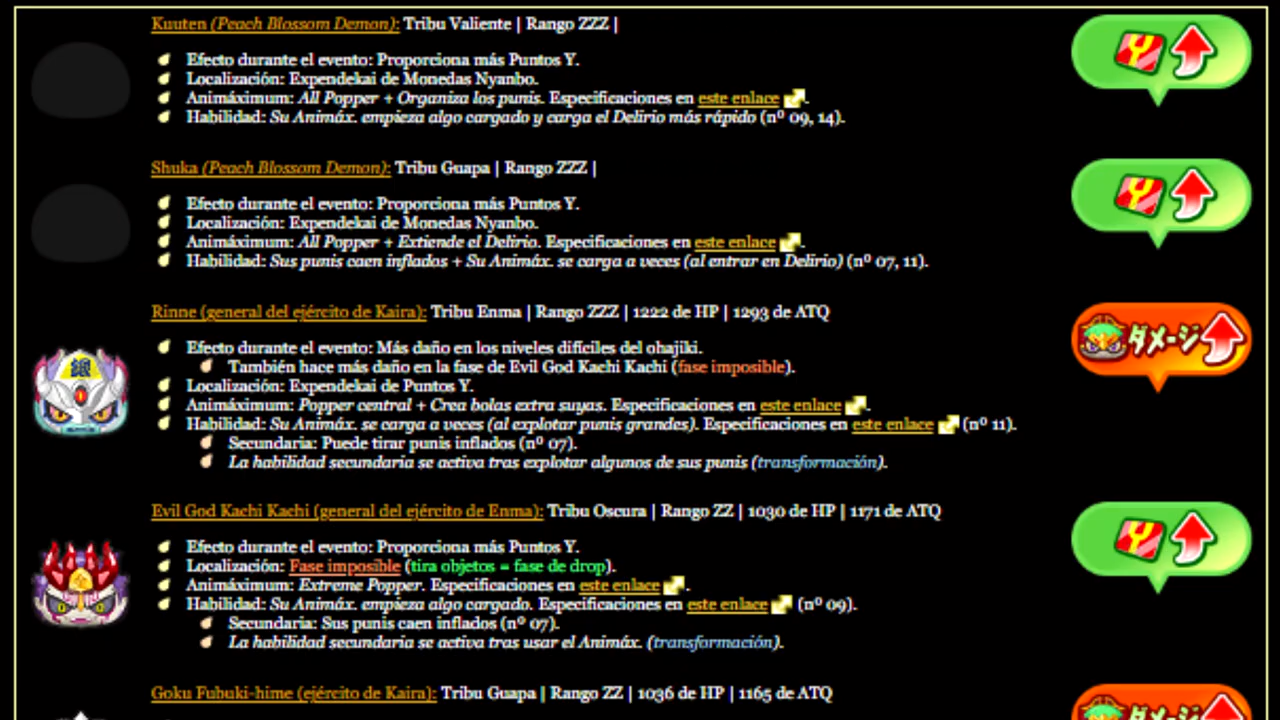 Kuuten (Peach Blossom Demon): Tribu Valiente | Rango ZZZ |
Efecto durante el evento: Proporciona más Puntos Y.
Localización: Expendekai de Monedas Nyanbo.
Animáximum: All Popper + Organiza los punis. Especificaciones en este enlace.
Habilidad: Su Animáx. empieza algo cargado y carga el Delirio más rápido (nº 09, 14).
Shuka (Peach Blossom Demon): Tribu Guapa | Rango ZZZ |
Efecto durante el evento: Proporciona más Puntos Y.
Localización: Expendekai de Monedas Nyanbo.
Animáximum: All Popper + Extiende el Delirio. Especificaciones en este enlace.
Habilidad: Sus punis caen inflados + Su Animáx. se carga a veces (al entrar en Delirio) (nº 07, 11).
Rinne (general del ejército de Kaira): Tribu Enma | Rango ZZZ | 1222 de HP | 1293 de ATQ
ダメージ
Efecto durante el evento: Más daño en los niveles difíciles del ohajiki.
También hace más daño en la fase de Evil God Kachi Kachi (fase imposible).
Localización: Expendekai de Puntos Y.
Animáximum: Popper central + Crea bolas extra suyas. Especificaciones en este enlace.
Habilidad: Su Animáx. se carga a veces (al explotar punis grandes). Especificaciones en este enlace (nº 11).
Secundaria: Puede tirar punis inflados (nº 07).
La habilidad secundaria se activa tras explotar algunos de sus punis (transformación).
Evil God Kachi Kachi (general del ejército de Enma): Tribu Oscura | Rango ZZ | 1030 de HP | 1171 de ATQ
Efecto durante el evento: Proporciona más Puntos Y.
Localización: Fase imposible (tira objetos = fase de drop).
Animáximum: Extreme Popper. Especificaciones en este enlace.
Habilidad: Su Animáx. empieza algo cargado. Especificaciones en este enlace (nº 09).
Secundaria: Sus punis caen inflados (nº 07).
La habilidad secundaria se activa tras usar el Animáx. (transformación).
Goku Fubuki-hime (ejército de Kaira): Tribu Guapa | Rango ZZ | 1036 de HP | 1165 de ATQ